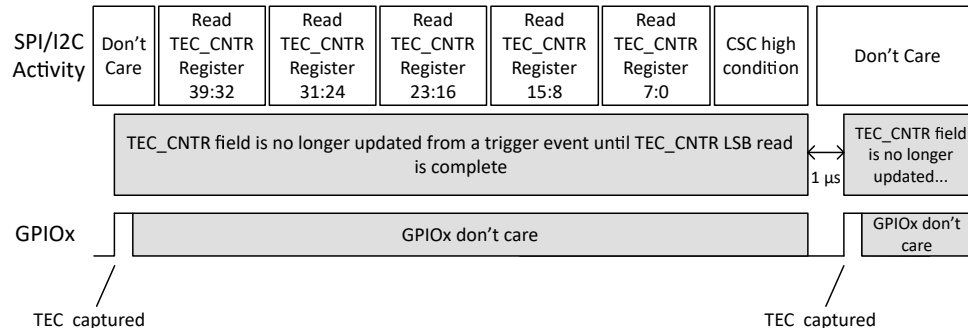 SPI/I2C
Activity
Don't
Care
Read
TEC_CNTR
Register
39:32
Read
TEC_CNTR
Register
31:24
Read
TEC_CNTR
Register
23:16
Read
TEC_CNTR
Register
15:8
Read
TEC_CNTR
Register
7:0
CSC high
condition
Don't Care
TEC_CNTR field is no longer updated from a trigger event until TEC_CNTR LSB read
is complete
1 µs
TEC_CNTR field
is no longer
updated...
GPIOx
GPIOx don't care
GPIOx don't
care
TEC captured
TEC captured